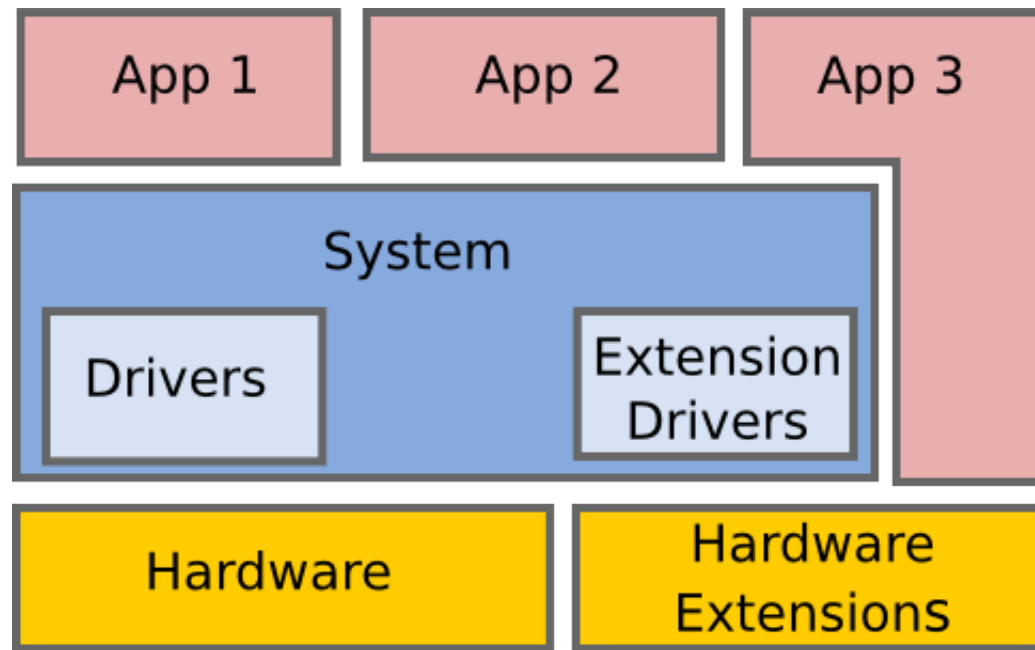 App 1
App 2
App 3
System
Drivers
Extension
Drivers
Hardware
Hardware
Extensions